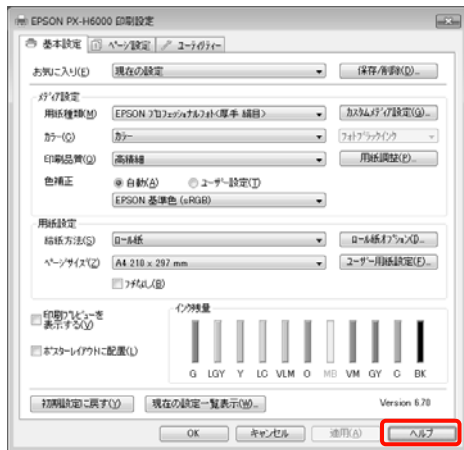 EPSON PX-H6000 印刷設定
基本設定 ページ設定 ユーティリティー
お気に入り(E) 現在の設定 保存/削除(D)...
メディア設定
用紙種類(M) EPSON プロフェッショナルフォト<厚手 絹目> カスタムメディア設定(G)...
カラー(C) カラー フォトブラックインク
印刷品質(Q) 高精細 用紙調整(P)...
色補正 自動(A) ユーザー設定(T)
EPSON 基準色 (sRGB)
用紙設定
給紙方法(S) ロール紙 ロール紙オプション(D)...
ページサイズ(Z) A4 210 x 297 mm ユーザー用紙設定(F)...
フチなし(B)
印刷プレビューを
表示する(V)
ポスターレイアウトに配置(L)
インク残量
G LGY Y LC VLM O MB VM GY C BK
初期設定に戻す(Y) 現在の設定一覧表示(W)... Version 6.70
OK キャンセル 適用(A) ヘルプ